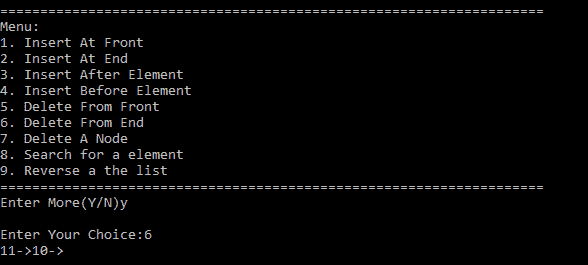 ====================================================================
Menu:
1. Insert At Front
2. Insert At End
3. Insert After Element
4. Insert Before Element
5. Delete From Front
6. Delete From End
7. Delete A Node
8. Search for a element
9. Reverse a the list
====================================================================
Enter More(Y/N)y
Enter Your Choice:6
11->10->